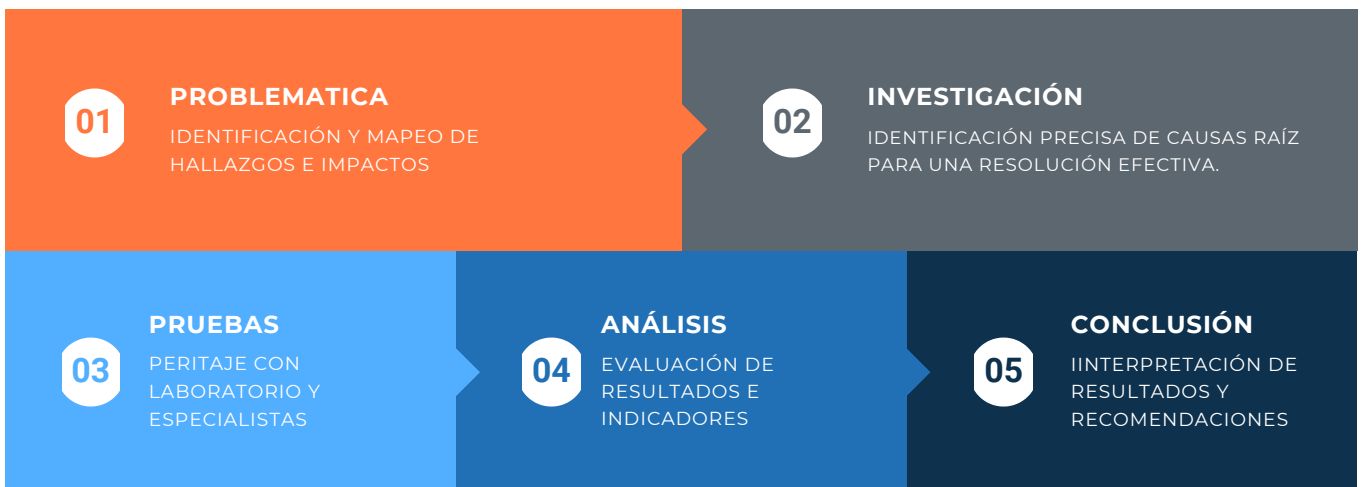 01
PROBLEMATICA
IDENTIFICACIÓN Y MAPEO DE
HALLAZGOS E IMPACTOS
02
INVESTIGACIÓN
IDENTIFICACIÓN PRECISA DE CAUSAS RAÍZ
PARA UNA RESOLUCIÓN EFECTIVA.
03
PRUEBAS
PERITAJE CON
LABORATORIO Y
ESPECIALISTAS
04
ANÁLISIS
EVALUACIÓN DE
RESULTADOS E
INDICADORES
05
CONCLUSIÓN
IINTERPRETACIÓN DE
RESULTADOS Y
RECOMENDACIONES